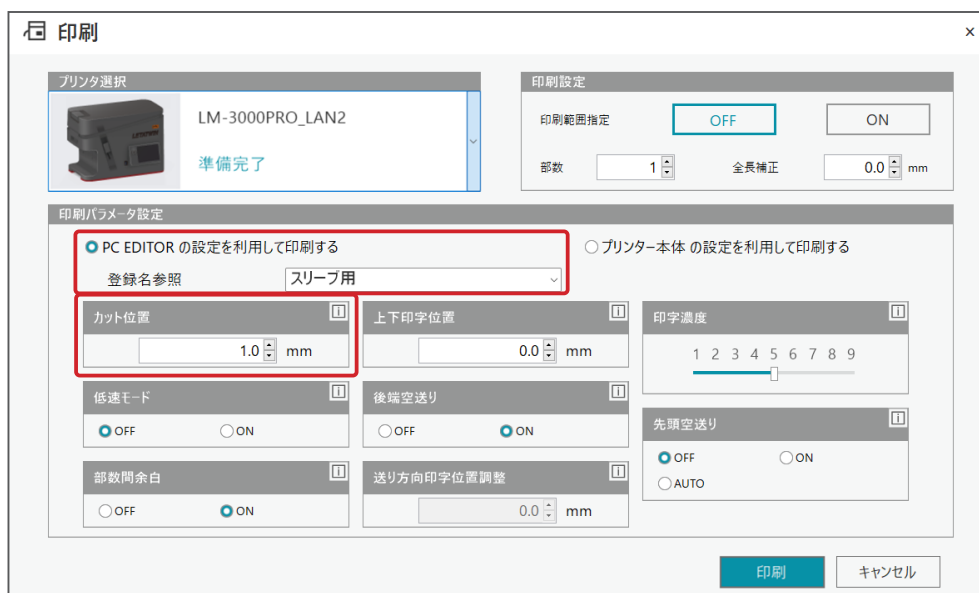 印刷
×
プリンタ選択
LM-3000PRO_LAN2
準備完了
印刷設定
印刷範囲指定 OFF ON
部数 1 全長補正 0.0 mm
印刷パラメータ設定
PC EDITOR の設定を利用して印刷する
プリンター本体 の設定を利用して印刷する
登録名参照 スリーブ用
カット位置 i
1.0 mm
上下印字位置 i
0.0 mm
印字濃度 i
1 2 3 4 5 6 7 8 9
低速モード i
OFF ON
後端空送り i
OFF ON
先頭空送り i
OFF ON
AUTO
部数間余白 i
OFF ON
送り方向印字位置調整 i
0.0 mm
印刷 キャンセル